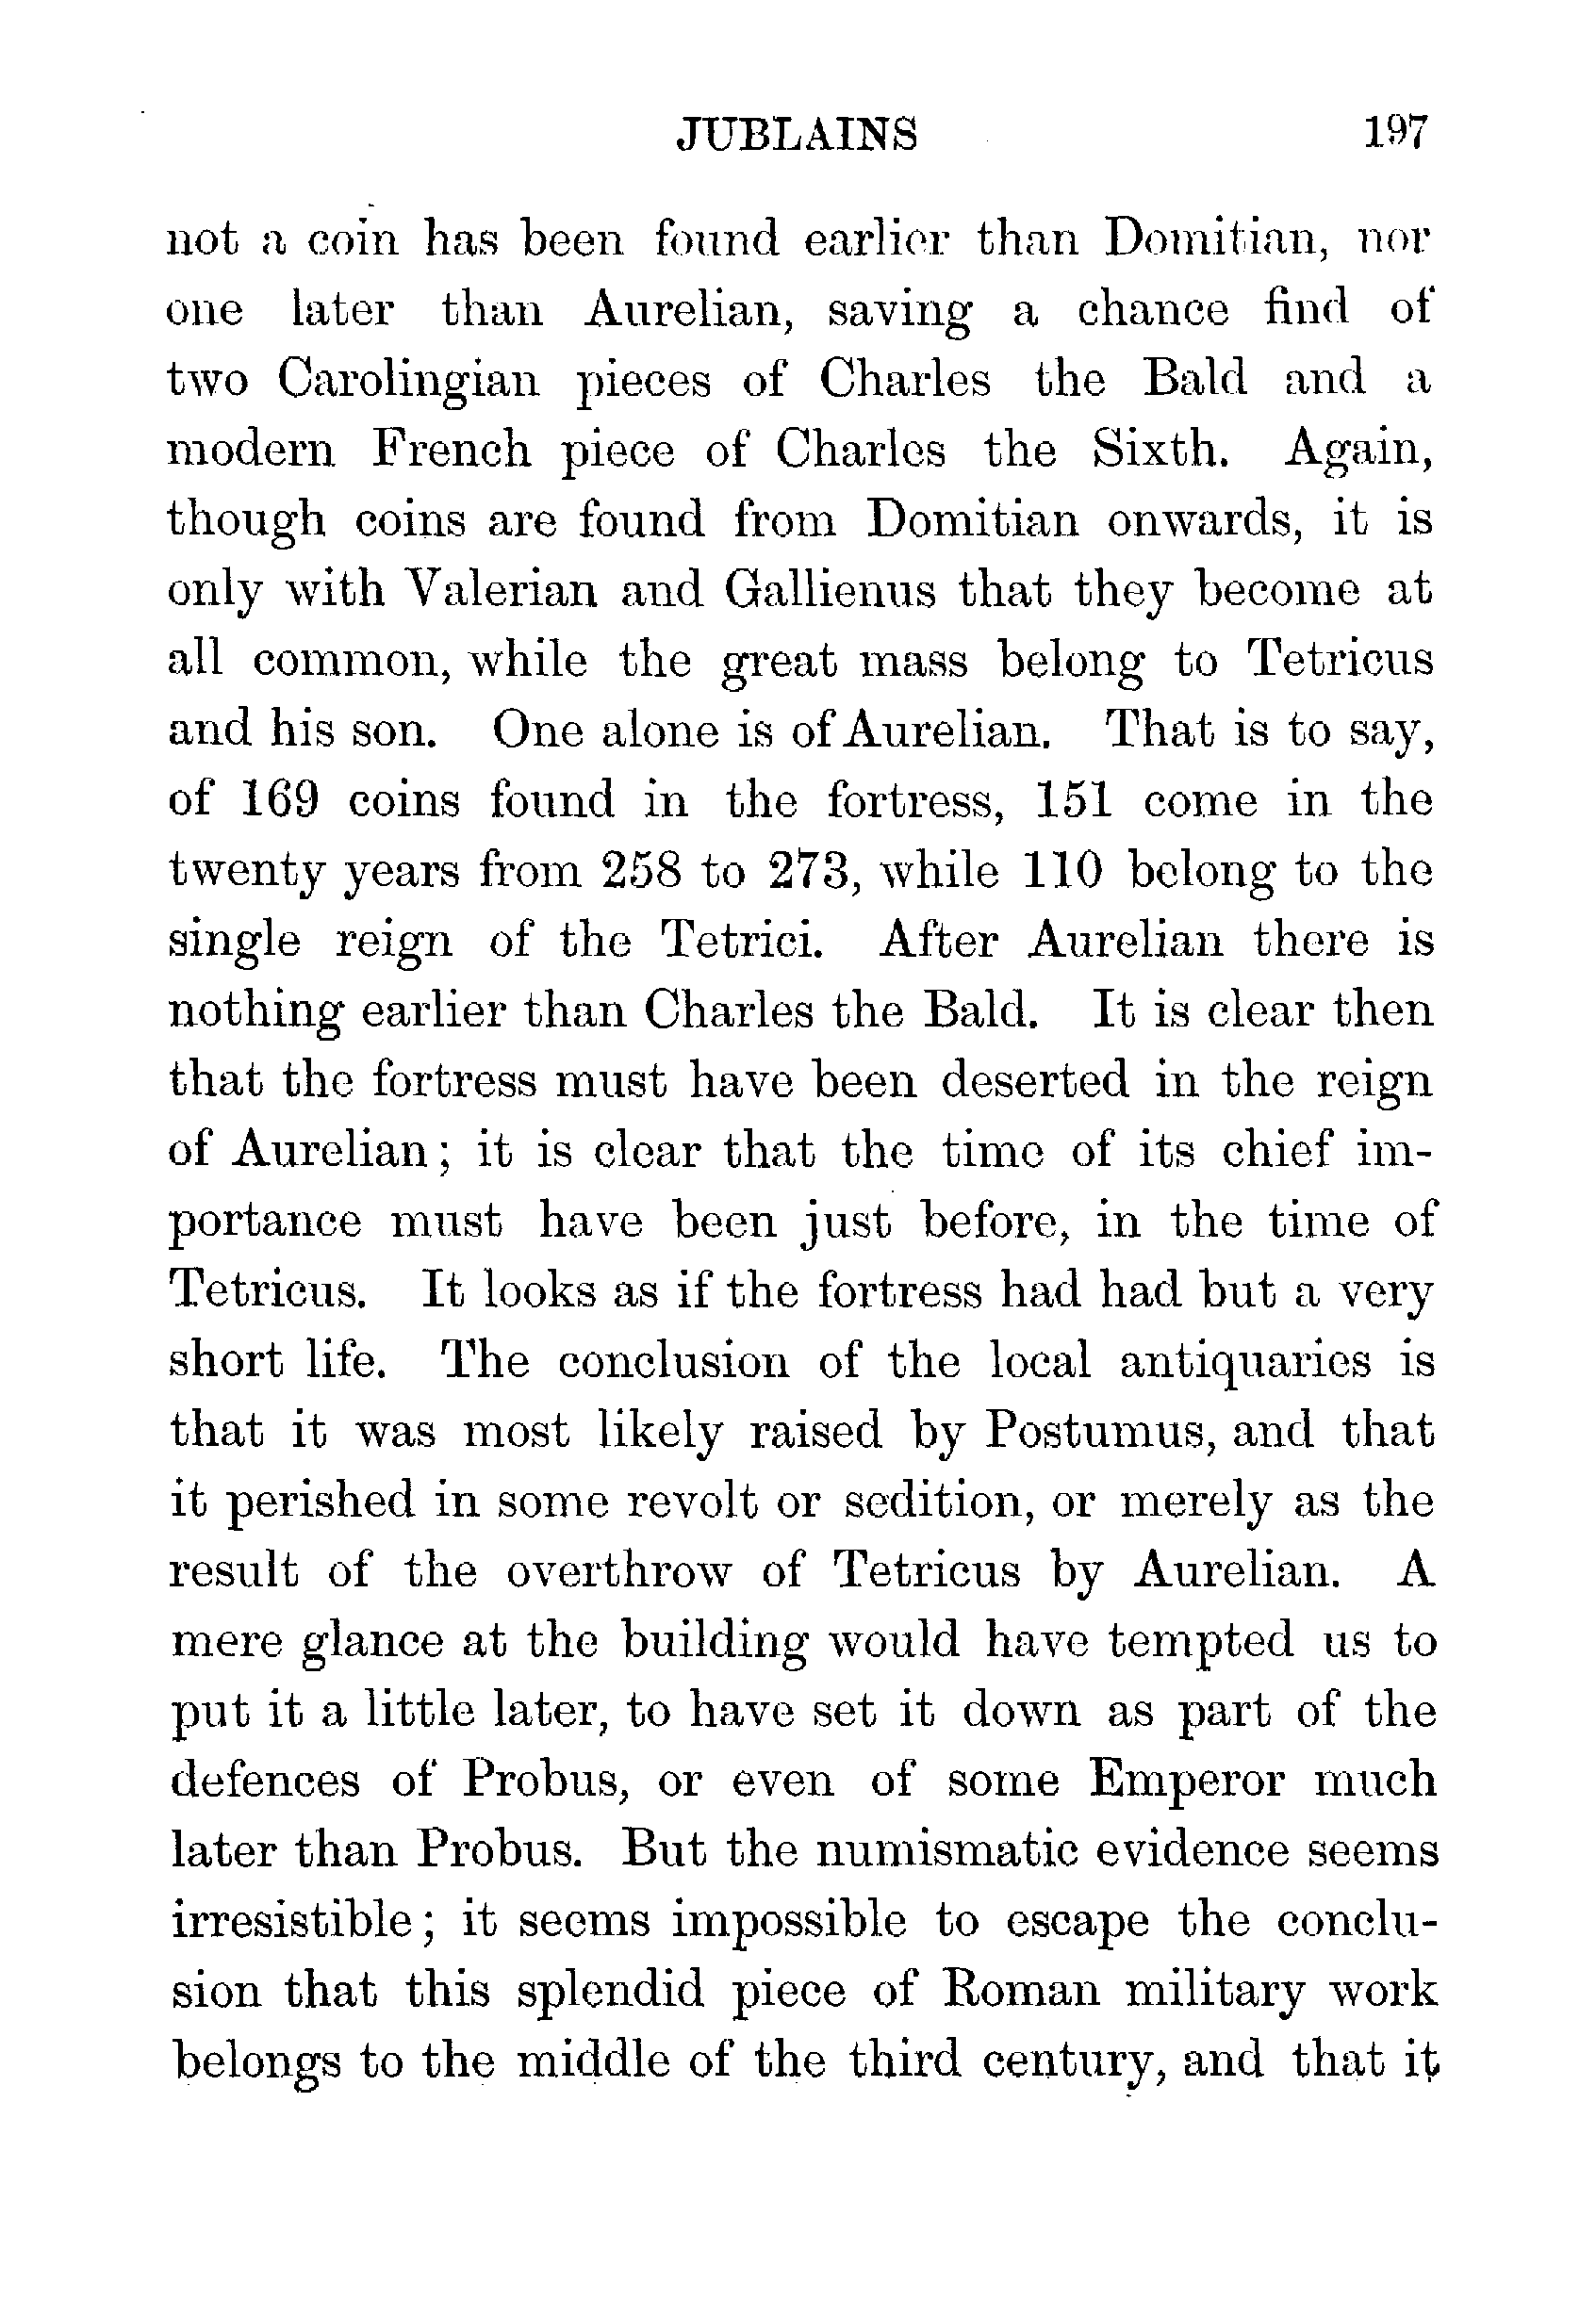 JUBLAINS 197
not a coin has been found earlier than Domitian, nor
one later than Aurelian, saving a chance find of
two Carolingian pieces of Charles the Bald and a
modern French piece of Charles the Sixth. Again,
though coins are found from Domitian onwards, it is
only with Valerian and Gallienus that they become at
all common, while the great mass belong to Tetricus
and his son. One alone is of Aurelian. That is to say,
of 169 coins found in the fortress, 151 come in the
twenty years from 258 to 273, while 110 belong to the
single reign of the Tetrici. After Aurelian there is
nothing earlier than Charles the Bald. It is clear then
that the fortress must have been deserted in the reign
of Aurelian; it is clear that the time of its chief im-
portance must have been just before, in the time of
Tetricus. It looks as if the fortress had had but a very
short life. The conclusion of the local antiquaries is
that it was most likely raised by Postumus, and that
it perished in some revolt or sedition, or merely as the
result of the overthrow of Tetricus by Aurelian. A
mere glance at the building would have tempted us to
put it a little later, to have set it down as part of the
defences of Probus, or even of some Emperor much
later than Probus. But the numismatic evidence seems
irresistible; it seems impossible to escape the conclu-
sion that this splendid piece of Roman military work
belongs to the middle of the third century, and that it